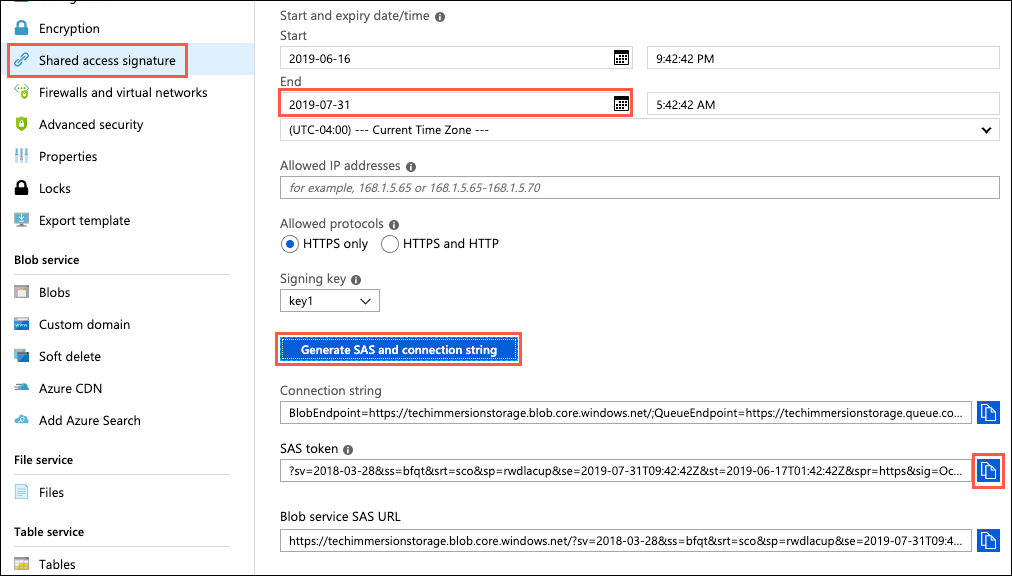 Encryption
Shared access signature
Firewalls and virtual networks
Advanced security
Properties
Locks
Export template
Blob service
Blobs
Custom domain
Soft delete
Azure CDN
Add Azure Search
File service
Files
Table service
Tables
Start and expiry date/time
Start
2019-06-16 9:42:42 PM
End
2019-07-31 5:42:42 AM
(UTC-04:00) --- Current Time Zone ---
Allowed IP addresses
for example, 168.1.5.65 or 168.1.5.65-168.1.5.70
Allowed protocols
HTTPS only HTTPS and HTTP
Signing key
key1
Generate SAS and connection string
Connection string
BlobEndpoint=https://techimmersionstorage.blob.core.windows.net/;QueueEndpoint=https://techimmersionstorage.queue.co...
SAS token
?sv=2018-03-28&ss=bfqt&srt=sco&sp=rwdlacup&se=2019-07-31T09:42:42Z&st=2019-06-17T01:42:42Z&spr=https&sig=Oc...
Blob service SAS URL
https://techimmersionstorage.blob.core.windows.net/?sv=2018-03-28&ss=bfqt&srt=sco&sp=rwdlacup&se=2019-07-31T09:4...